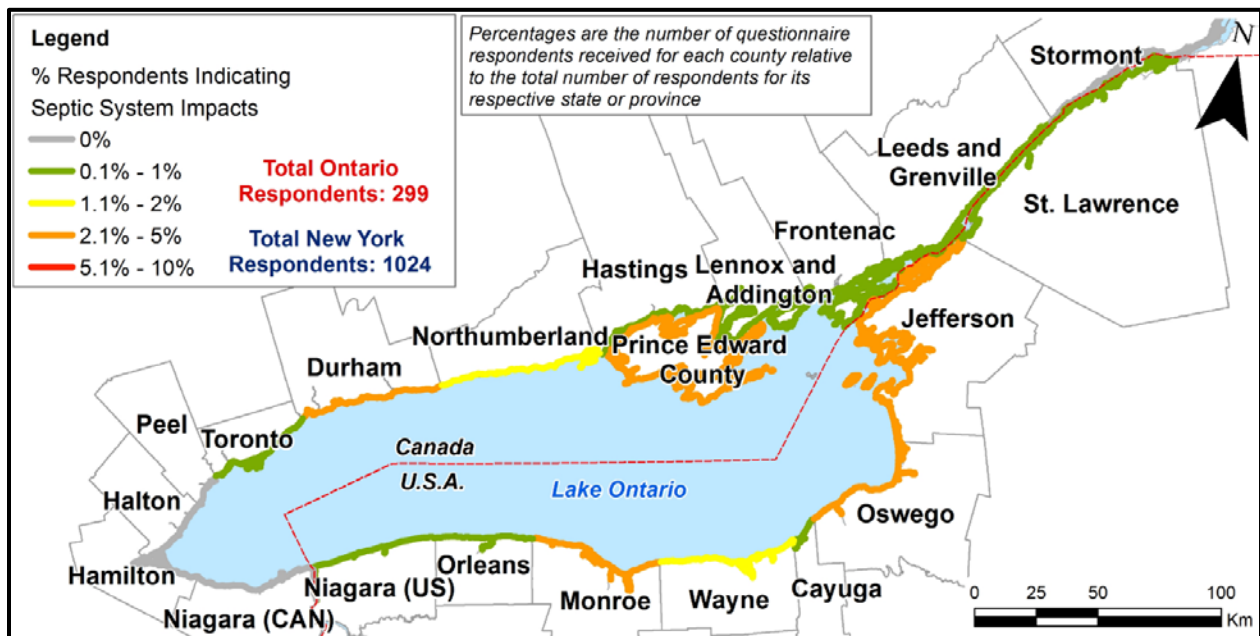 Legend
% Respondents Indicating
Septic System Impacts
0%
0.1% - 1%
1.1% - 2%
2.1% - 5%
5.1% - 10%
Total Ontario
Respondents: 299
Total New York
Respondents: 1024
Percentages are the number of questionnaire
respondents received for each county relative
to the total number of respondents for its
respective state or province
N
Stormont
Leeds and
Grenville
St. Lawrence
Frontenac
Hastings
Lennox and
Addington
Jefferson
Northumberland
Prince Edward
County
Durham
Peel
Toronto
Halton
Canada
U.S.A.
Lake Ontario
Oswego
Hamilton
Niagara (CAN)
Niagara (US)
Orleans
Monroe
Wayne
Cayuga
0 25 50 100
Km